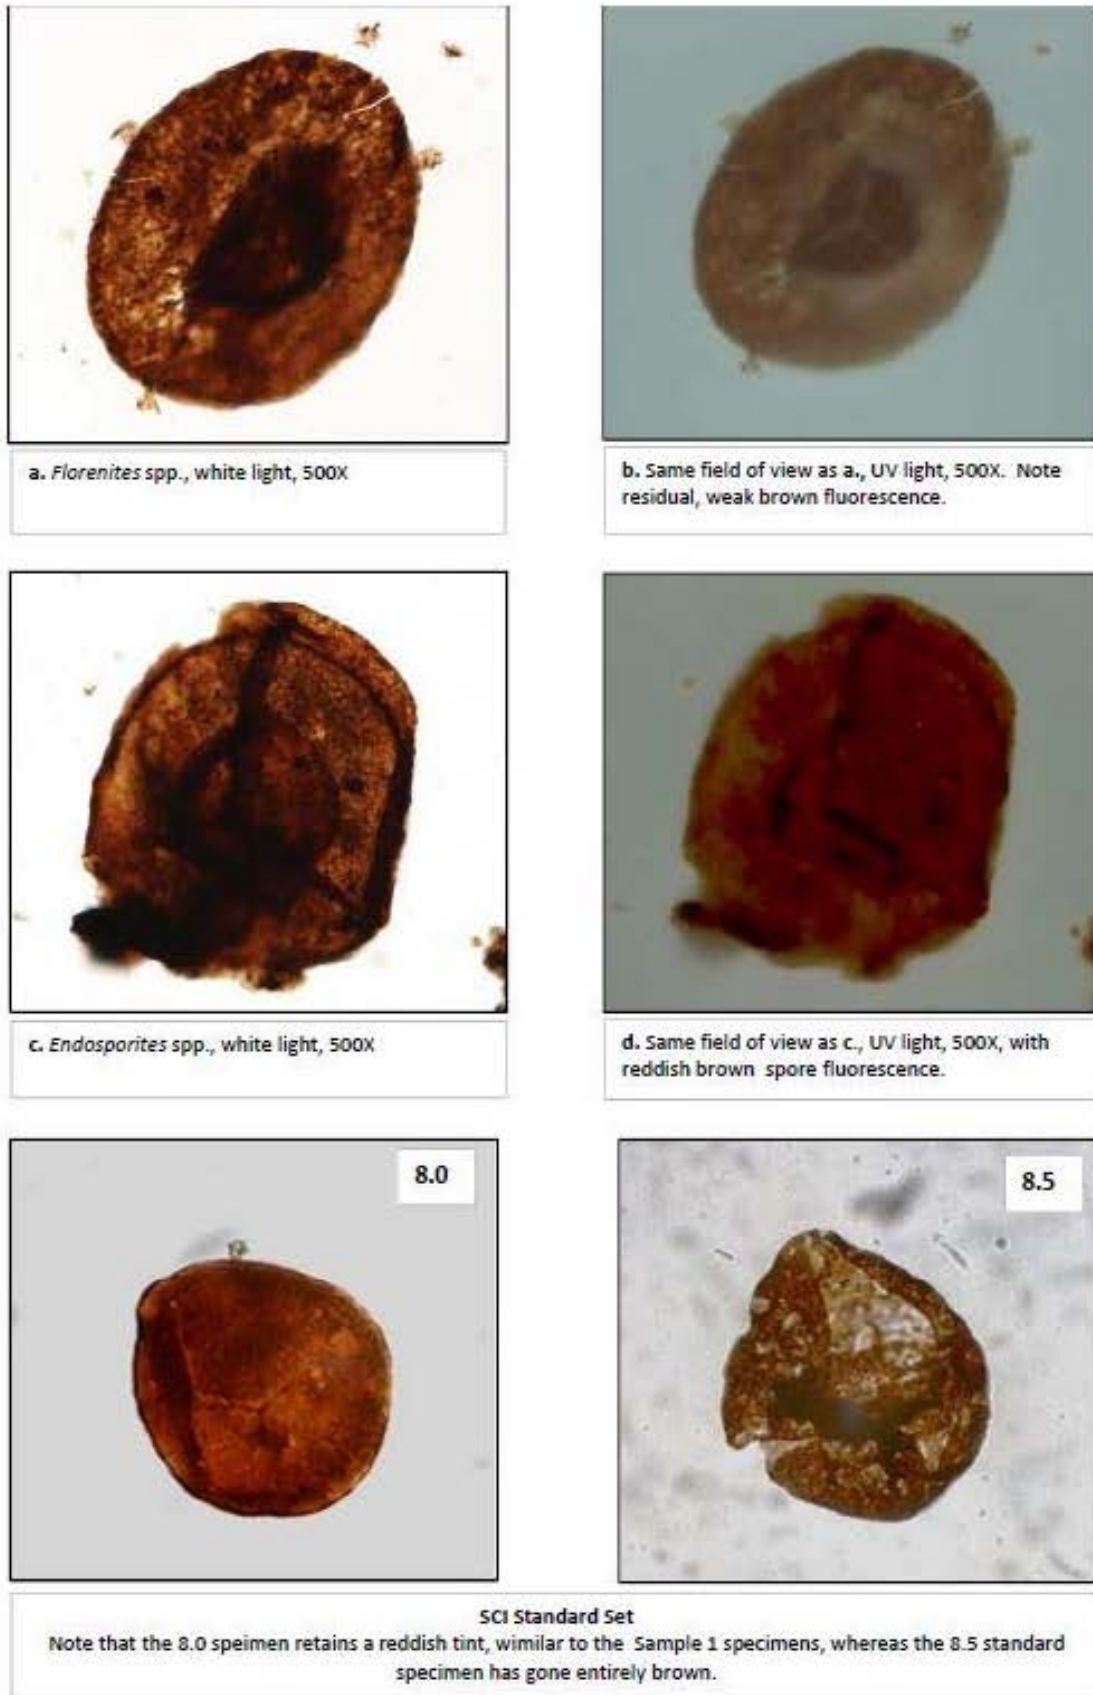 a. Florenites spp., white light, 500X
b. Same field of view as a., UV light, 500X. Note
residual, weak brown fluorescence.
c. Endosporites spp., white light, 500X
d. Same field of view as c., UV light, 500X, with
reddish brown spore fluorescence.
8.0
8.5
SCI Standard Set
Note that the 8.0 speimen retains a reddish tint, wimilar to the Sample 1 specimens, whereas the 8.5 standard
specimen has gone entirely brown.